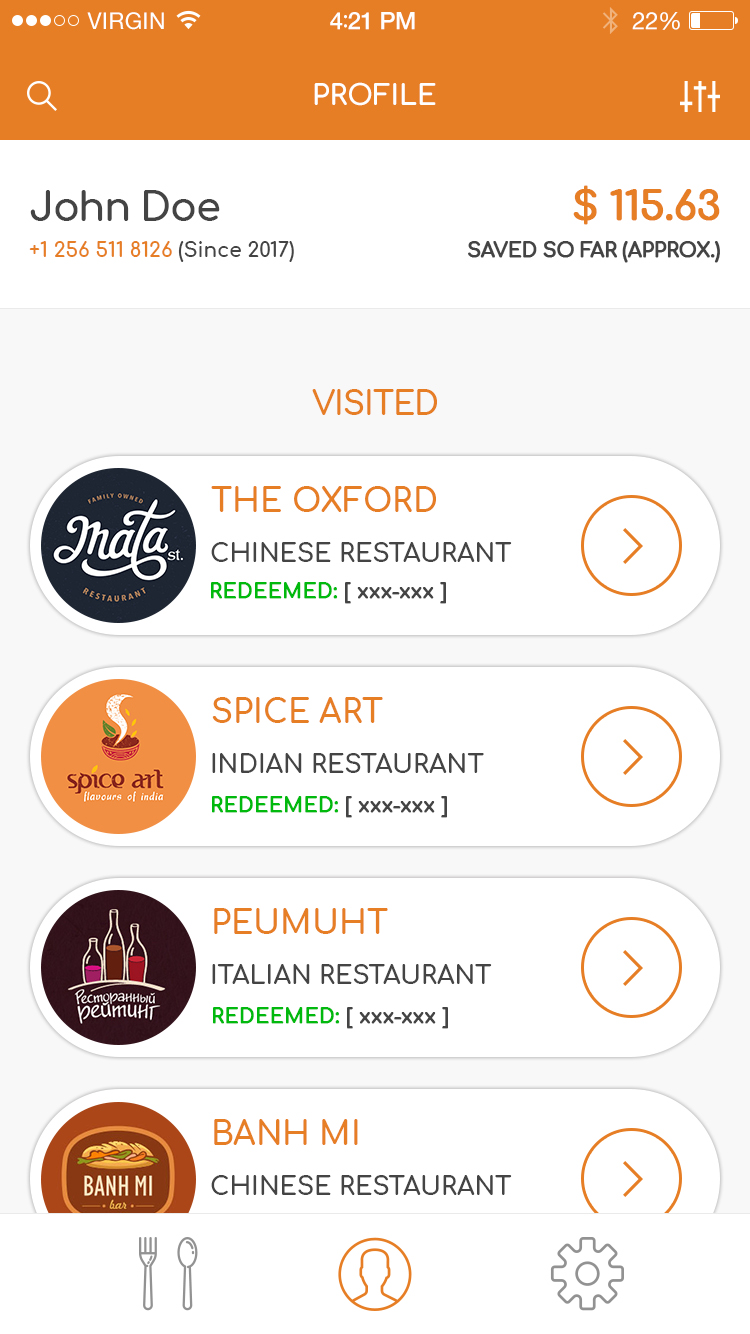 VIRGIN 4:21 PM 22%
PROFILE
John Doe
$ 115.63
+1 256 511 8126 (Since 2017)
SAVED SO FAR (APPROX.)
VISITED
FAMILY OWNED
Mata
st.
RESTAURANT
THE OXFORD
CHINESE RESTAURANT
REDEEMED: [ xxx-xxx ]
spice art
flavours of india
SPICE ART
INDIAN RESTAURANT
REDEEMED: [ xxx-xxx ]
Ресторанный
рейтинг
PEUMUHT
ITALIAN RESTAURANT
REDEEMED: [ xxx-xxx ]
BANH MI
bar
BANH MI
CHINESE RESTAURANT